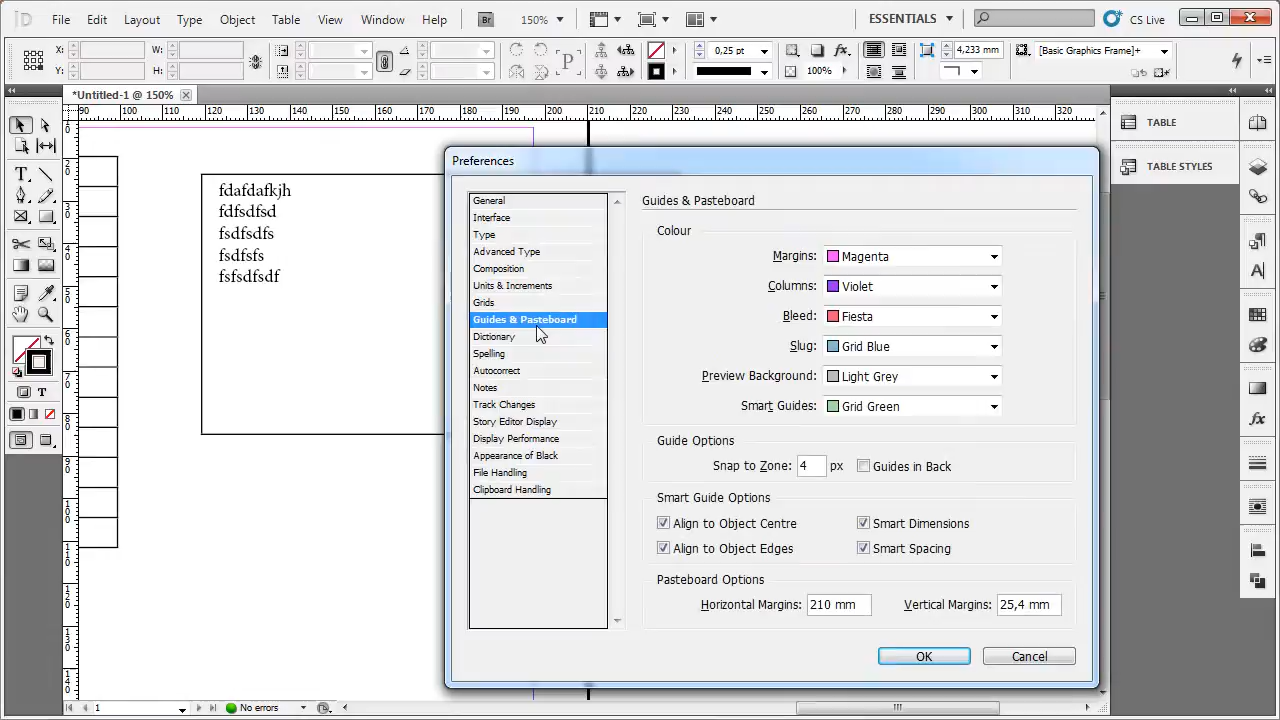 iD File Edit Layout Type Object Table View Window Help Br 150% ESSENTIALS CS Live
X: W: 0,25 pt fx. 4,233 mm [Basic Graphics Frame]+
Y: H: P 100%
*Untitled-1 @ 150%
90 100 110 120 130 140 150 160 170 180 190 200 210 220 230 240 250 260 270 280 290 300 310 320
TABLE
TABLE STYLES
fdafdafkjh
fdfsdfsd
fsdfsdfs
fsdfsfs
fsfsdfsdf
Preferences
General
Interface
Type
Advanced Type
Composition
Units & Increments
Grids
Guides & Pasteboard
Dictionary
Spelling
Autocorrect
Notes
Track Changes
Story Editor Display
Display Performance
Appearance of Black
File Handling
Clipboard Handling
Guides & Pasteboard
Colour
Margins: Magenta
Columns: Violet
Bleed: Fiesta
Slug: Grid Blue
Preview Background: Light Grey
Smart Guides: Grid Green
Guide Options
Snap to Zone: 4 px Guides in Back
Smart Guide Options
Align to Object Centre Smart Dimensions
Align to Object Edges Smart Spacing
Pasteboard Options
Horizontal Margins: 210 mm Vertical Margins: 25,4 mm
OK Cancel
1 No errors